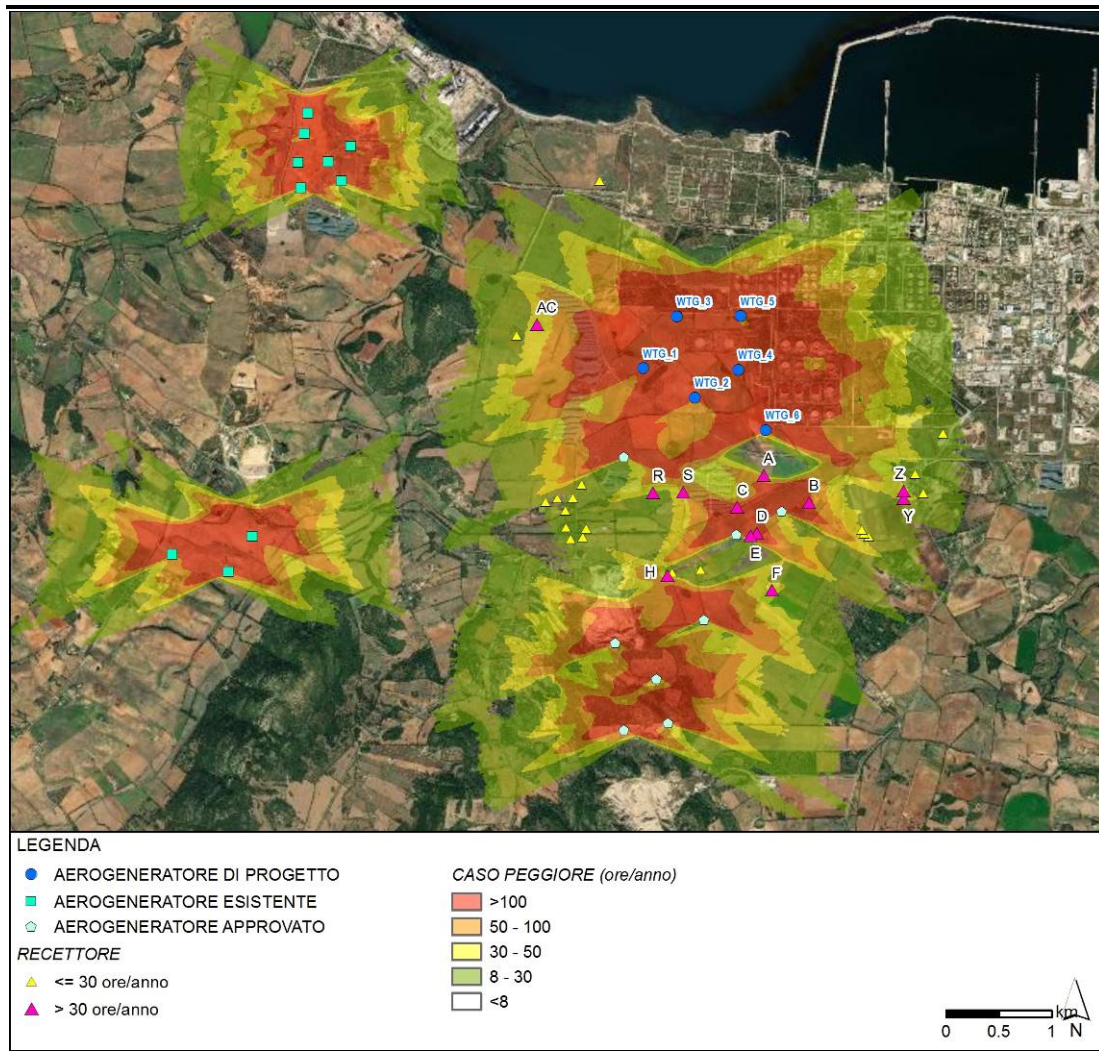 WTG_3
WTG_5
AC
WTG_1
WTG_4
WTG_2
WTG_6
A
R
S
Z
B
C
Y
D
E
H
F
LEGENDA
AEROGENERATORE DI PROGETTO
AEROGENERATORE ESISTENTE
AEROGENERATORE APPROVATO
RECETTORE
<= 30 ore/anno
> 30 ore/anno
CASO PEGGIORE (ore/anno)
>100
50 - 100
30 - 50
8 - 30
<8
km
0 0.5 1 N